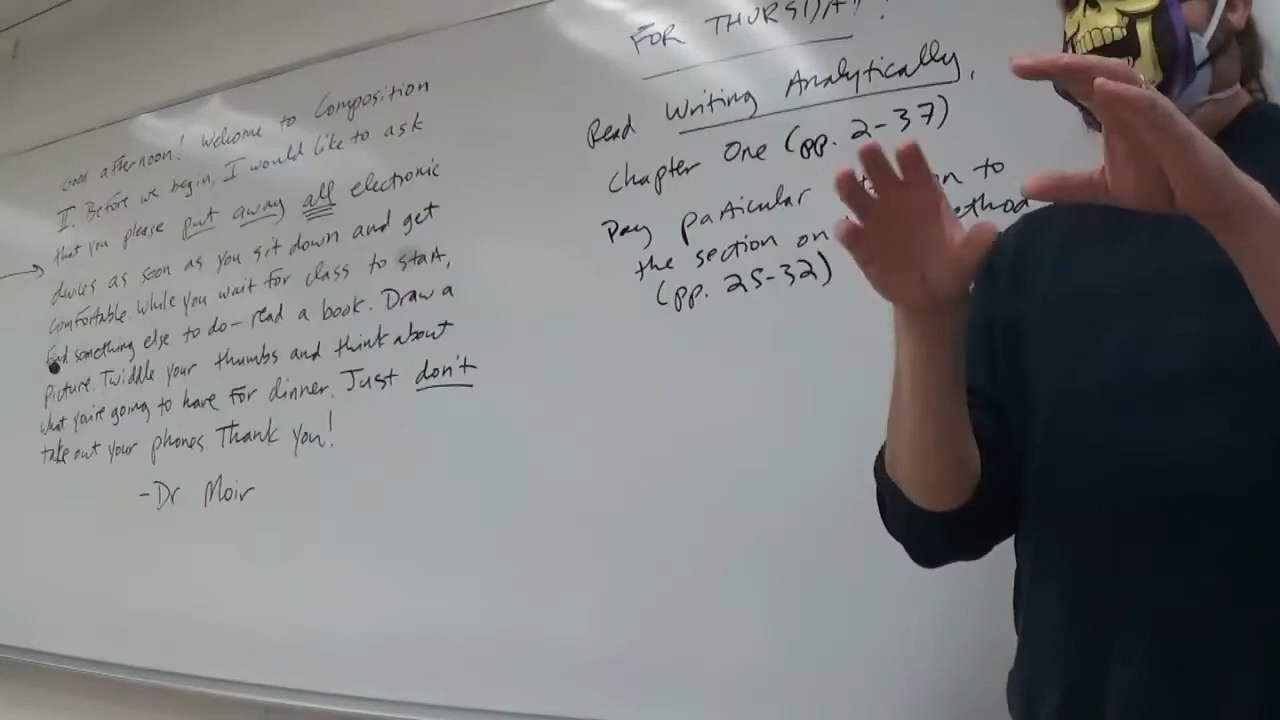 Good afternoon! Welcome to Composition
II. Before we begin, I would like to ask
that you please put away all electronic
devices as soon as you sit down and get
comfortable. While you wait for class to start,
find something else to do - read a book. Draw a
picture. Twiddle your thumbs and think about
what you're going to have for dinner. Just don't
take out your phones. Thank you!
-Dr Moir
FOR THURSDAY:
Read Writing Analytically,
Chapter One (pp. 2-37)
Pay particular to
the section on
(pp. 25-32)